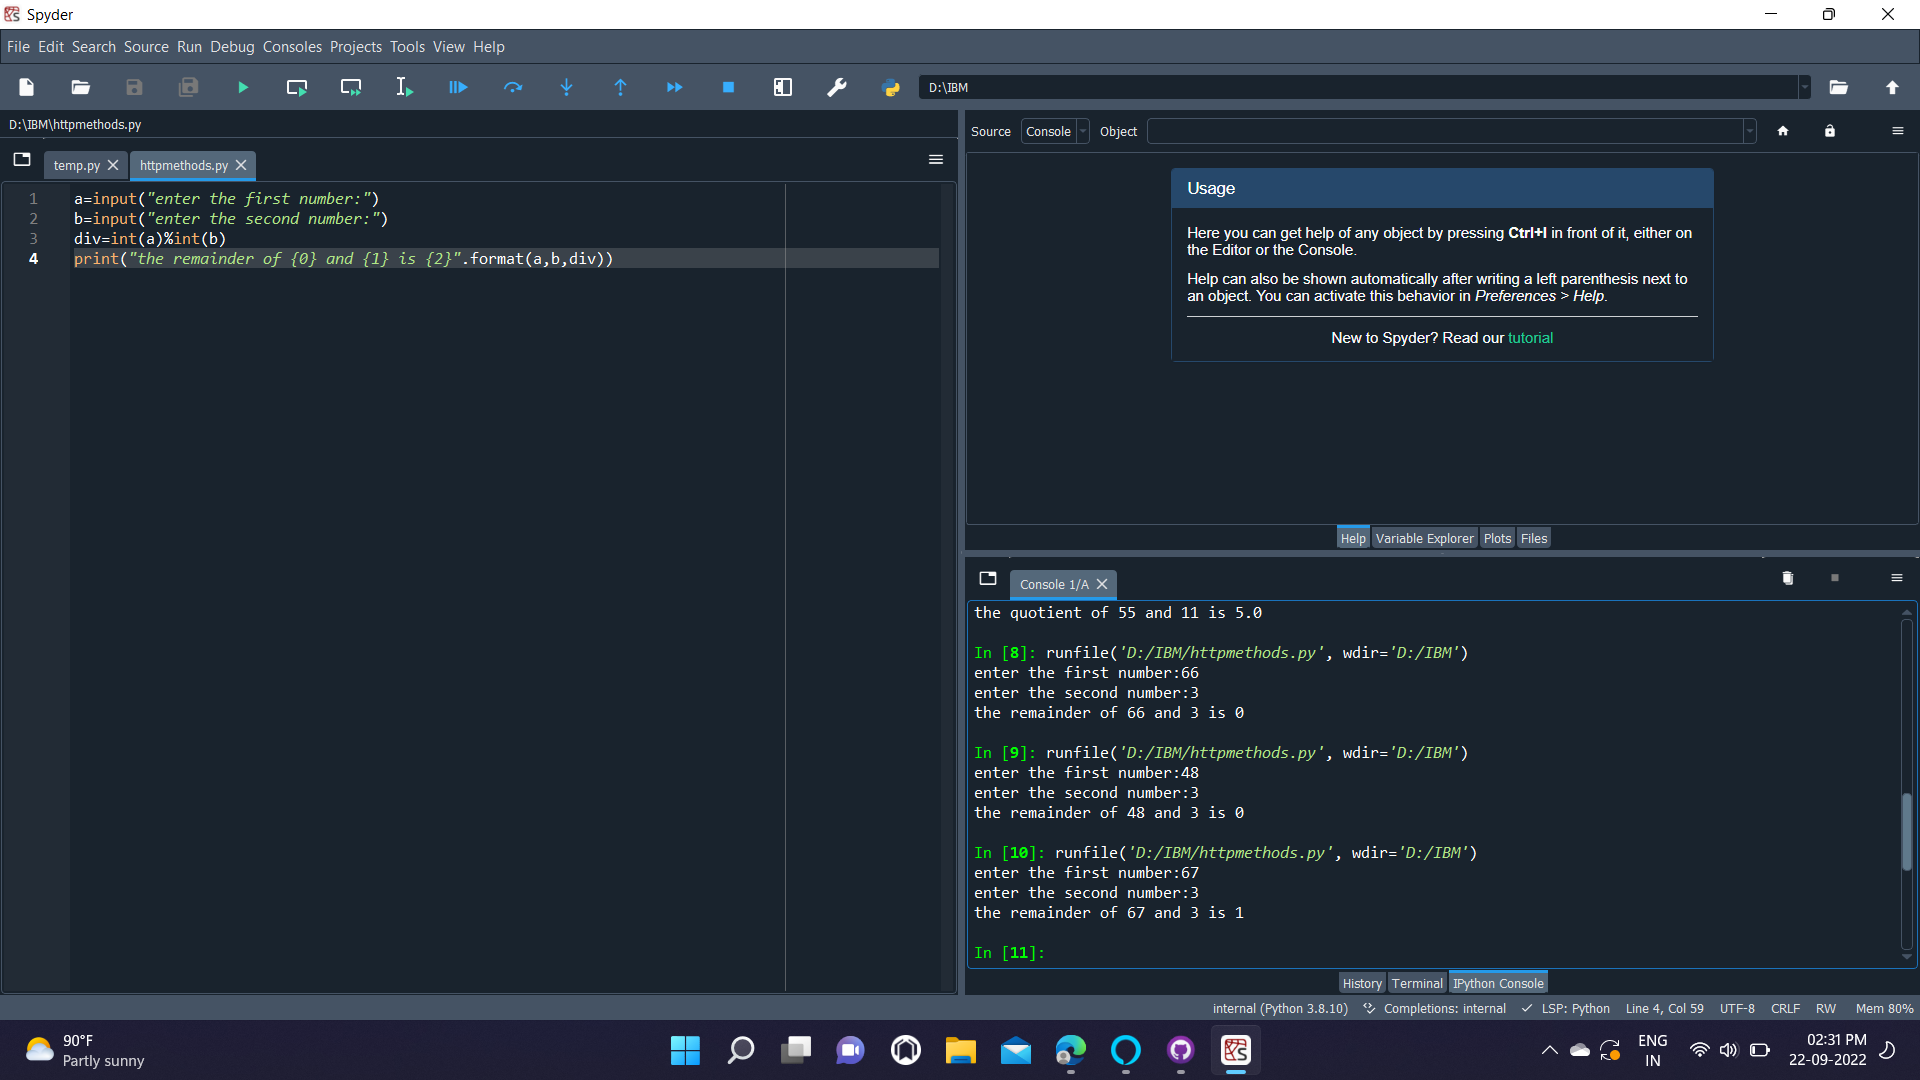 Spyder
File Edit Search Source Run Debug Consoles Projects Tools View Help
D:\IBM
D:\IBM\httpmethods.py
temp.py
httpmethods.py
1 a=input("enter the first number:")
2 b=input("enter the second number:")
3 div=int(a)%int(b)
4 print("the remainder of {0} and {1} is {2}".format(a,b,div))
Source Console Object
Usage
Here you can get help of any object by pressing Ctrl+I in front of it, either on
the Editor or the Console.
Help can also be shown automatically after writing a left parenthesis next to
an object. You can activate this behavior in Preferences > Help.
New to Spyder? Read our tutorial
Help Variable Explorer Plots Files
Console 1/A
the quotient of 55 and 11 is 5.0
In [8]: runfile('D:/IBM/httpmethods.py', wdir='D:/IBM')
enter the first number:66
enter the second number:3
the remainder of 66 and 3 is 0
In [9]: runfile('D:/IBM/httpmethods.py', wdir='D:/IBM')
enter the first number:48
enter the second number:3
the remainder of 48 and 3 is 0
In [10]: runfile('D:/IBM/httpmethods.py', wdir='D:/IBM')
enter the first number:67
enter the second number:3
the remainder of 67 and 3 is 1
In [11]:
History Terminal IPython Console
internal (Python 3.8.10) Completions: internal LSP: Python Line 4, Col 59 UTF-8 CRLF RW Mem 80%
90°F
Partly sunny
ENG
IN
02:31 PM
22-09-2022